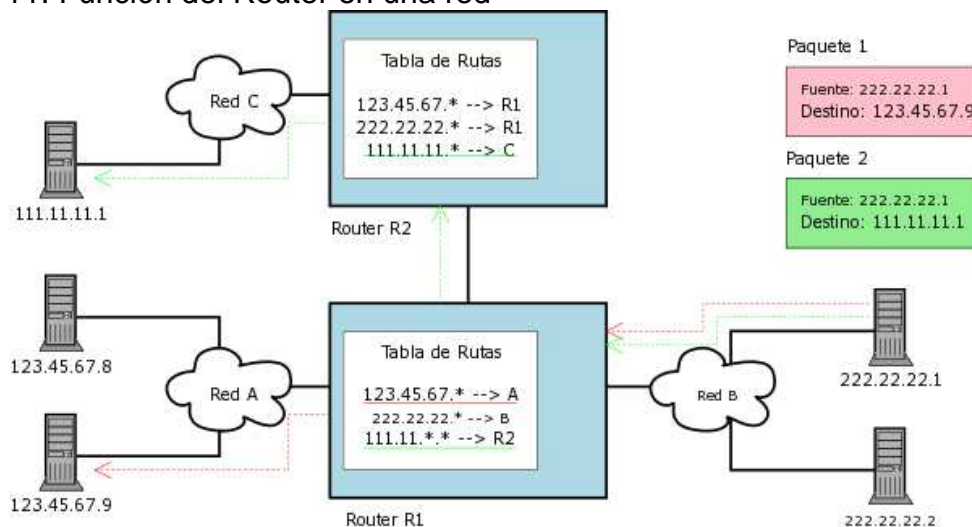 Función del Router en una red
Tabla de Rutas
123.45.67.* --> R1
222.22.22.* --> R1
111.11.11.* --> C
Router R2
Red C
111.11.11.1
Paquete 1
Fuente: 222.22.22.1
Destino: 123.45.67.9
Paquete 2
Fuente: 222.22.22.1
Destino: 111.11.11.1
123.45.67.8
Red A
123.45.67.9
Tabla de Rutas
123.45.67.* --> A
222.22.22.* --> B
111.11.*.* --> R2
Router R1
Red B
222.22.22.1
222.22.22.2